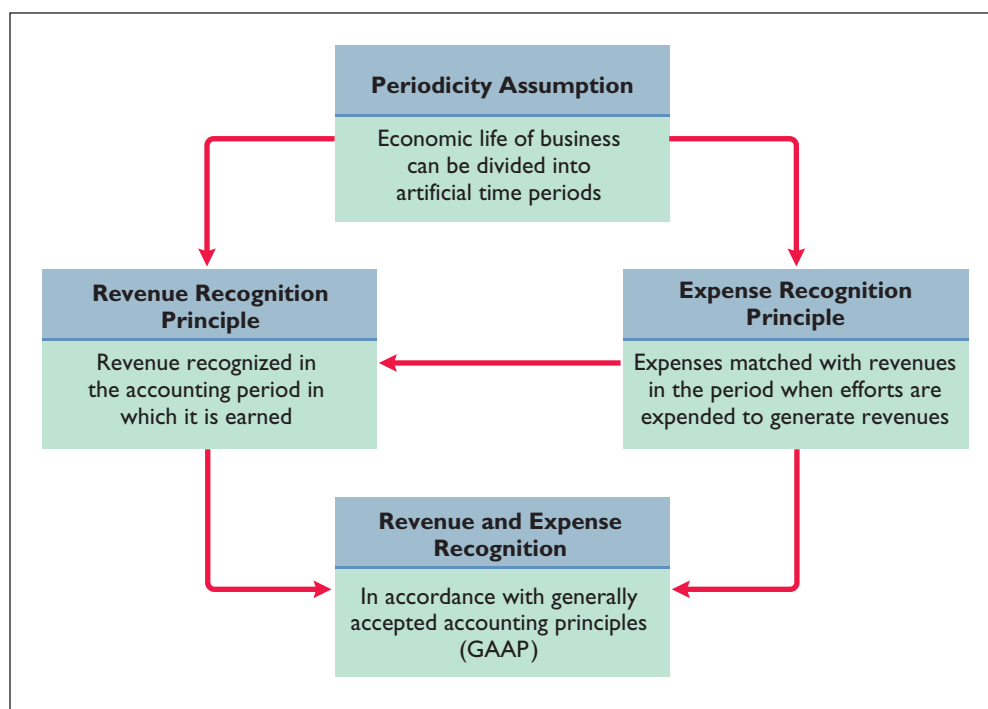 Periodicity Assumption
Economic life of business
can be divided into
artificial time periods
Revenue Recognition
Principle
Revenue recognized in
the accounting period in
which it is earned
Expense Recognition
Principle
Expenses matched with revenues
in the period when efforts are
expended to generate revenues
Revenue and Expense
Recognition
In accordance with generally
accepted accounting principles
(GAAP)